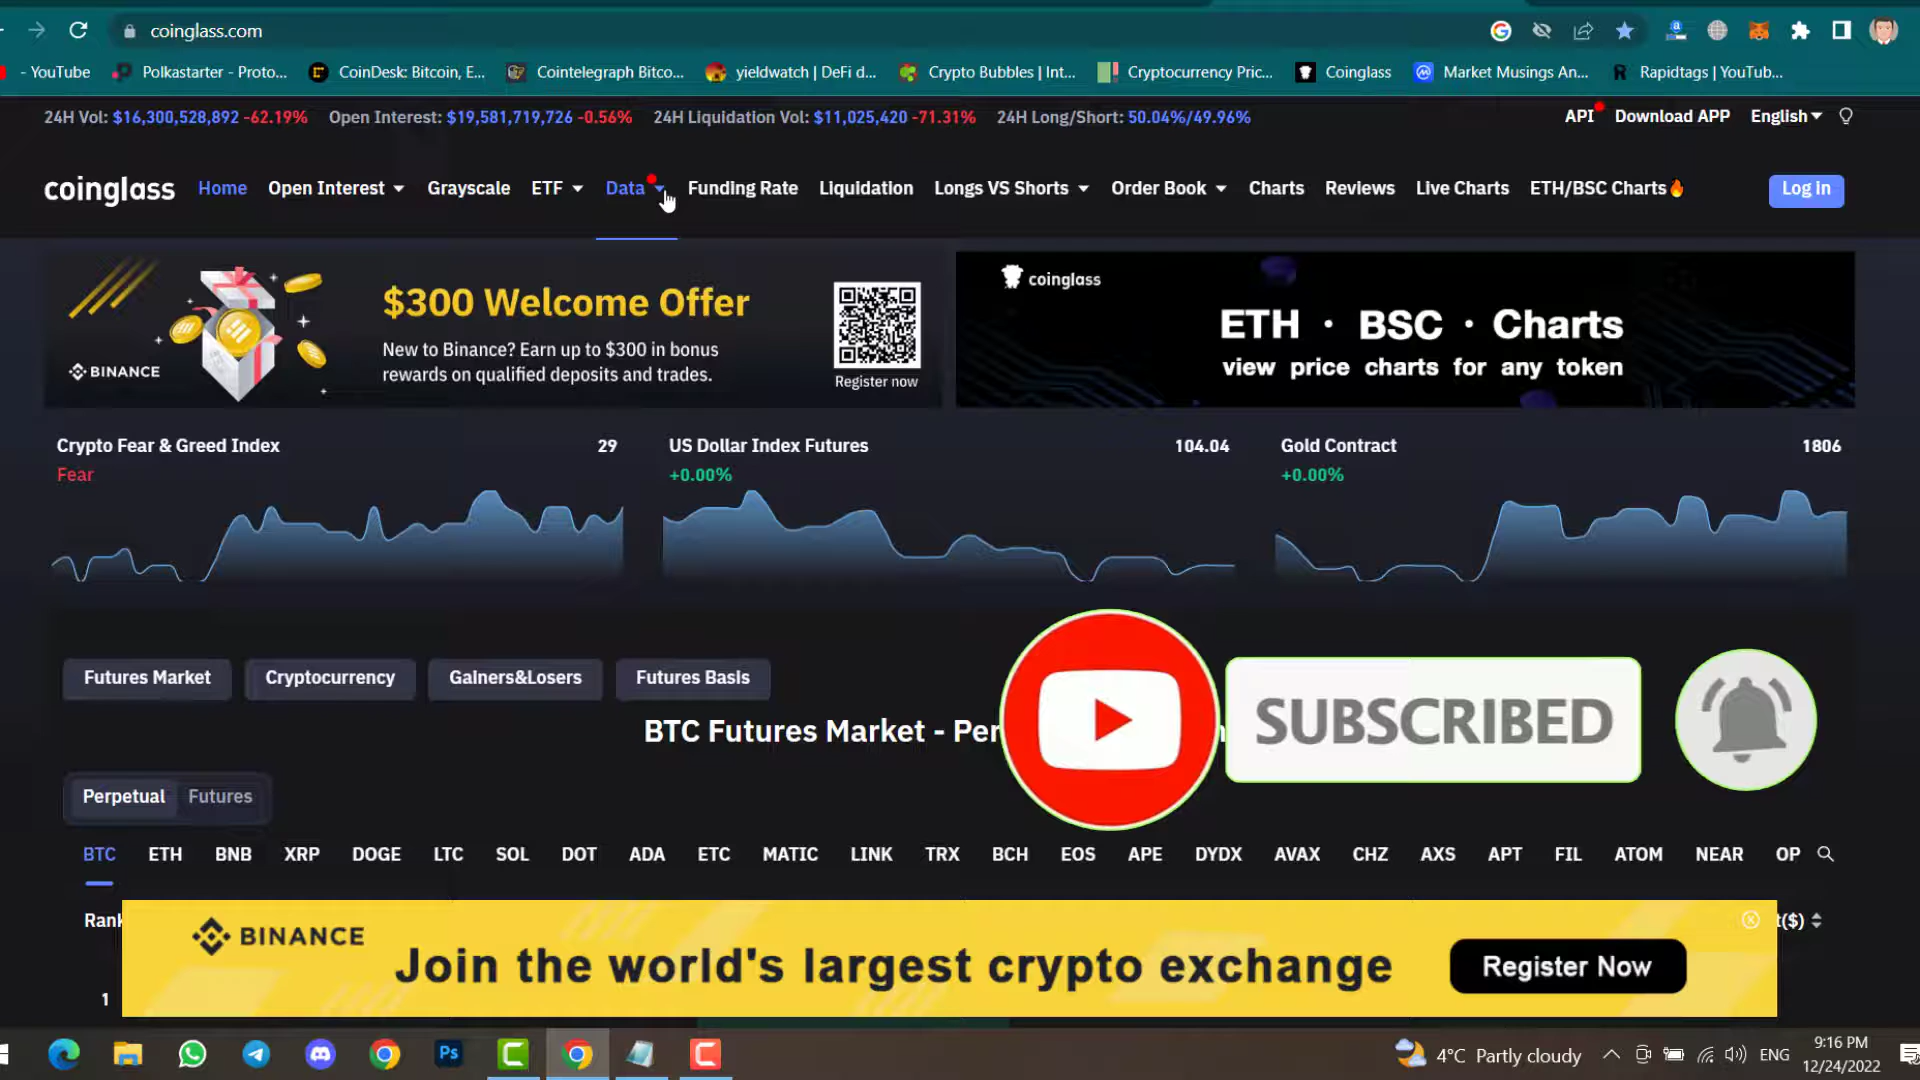 coinglass.com
- YouTube Polkastarter - Proto... CoinDesk: Bitcoin, E... Cointelegraph Bitco... yieldwatch | DeFi d... Crypto Bubbles | Int... Cryptocurrency Pric... Coinglass Market Musings An... Rapidtags | YouTub...
24H Vol: $16,300,528,892 -62.19% Open Interest: $19,581,719,726 -0.56% 24H Liquidation Vol: $11,025,420 -71.31% 24H Long/Short: 50.04%/49.96% API Download APP English
coinglass Home Open Interest Grayscale ETF Data Funding Rate Liquidation Longs VS Shorts Order Book Charts Reviews Live Charts ETH/BSC Charts Log In
$300 Welcome Offer
New to Binance? Earn up to $300 in bonus
rewards on qualified deposits and trades.
BINANCE
Register now
coinglass
ETH · BSC · Charts
view price charts for any token
Crypto Fear & Greed Index 29
Fear
US Dollar Index Futures 104.04
+0.00%
Gold Contract 1806
+0.00%
Futures Market Cryptocurrency Gainers&Losers Futures Basis
BTC Futures Market - Per
SUBSCRIBED
Perpetual Futures
BTC ETH BNB XRP DOGE LTC SOL DOT ADA ETC MATIC LINK TRX BCH EOS APE DYDX AVAX CHZ AXS APT FIL ATOM NEAR OP
Rank t($)
BINANCE
Join the world's largest crypto exchange
Register Now
1
Ps
4°C Partly cloudy ENG 9:16 PM
12/24/2022